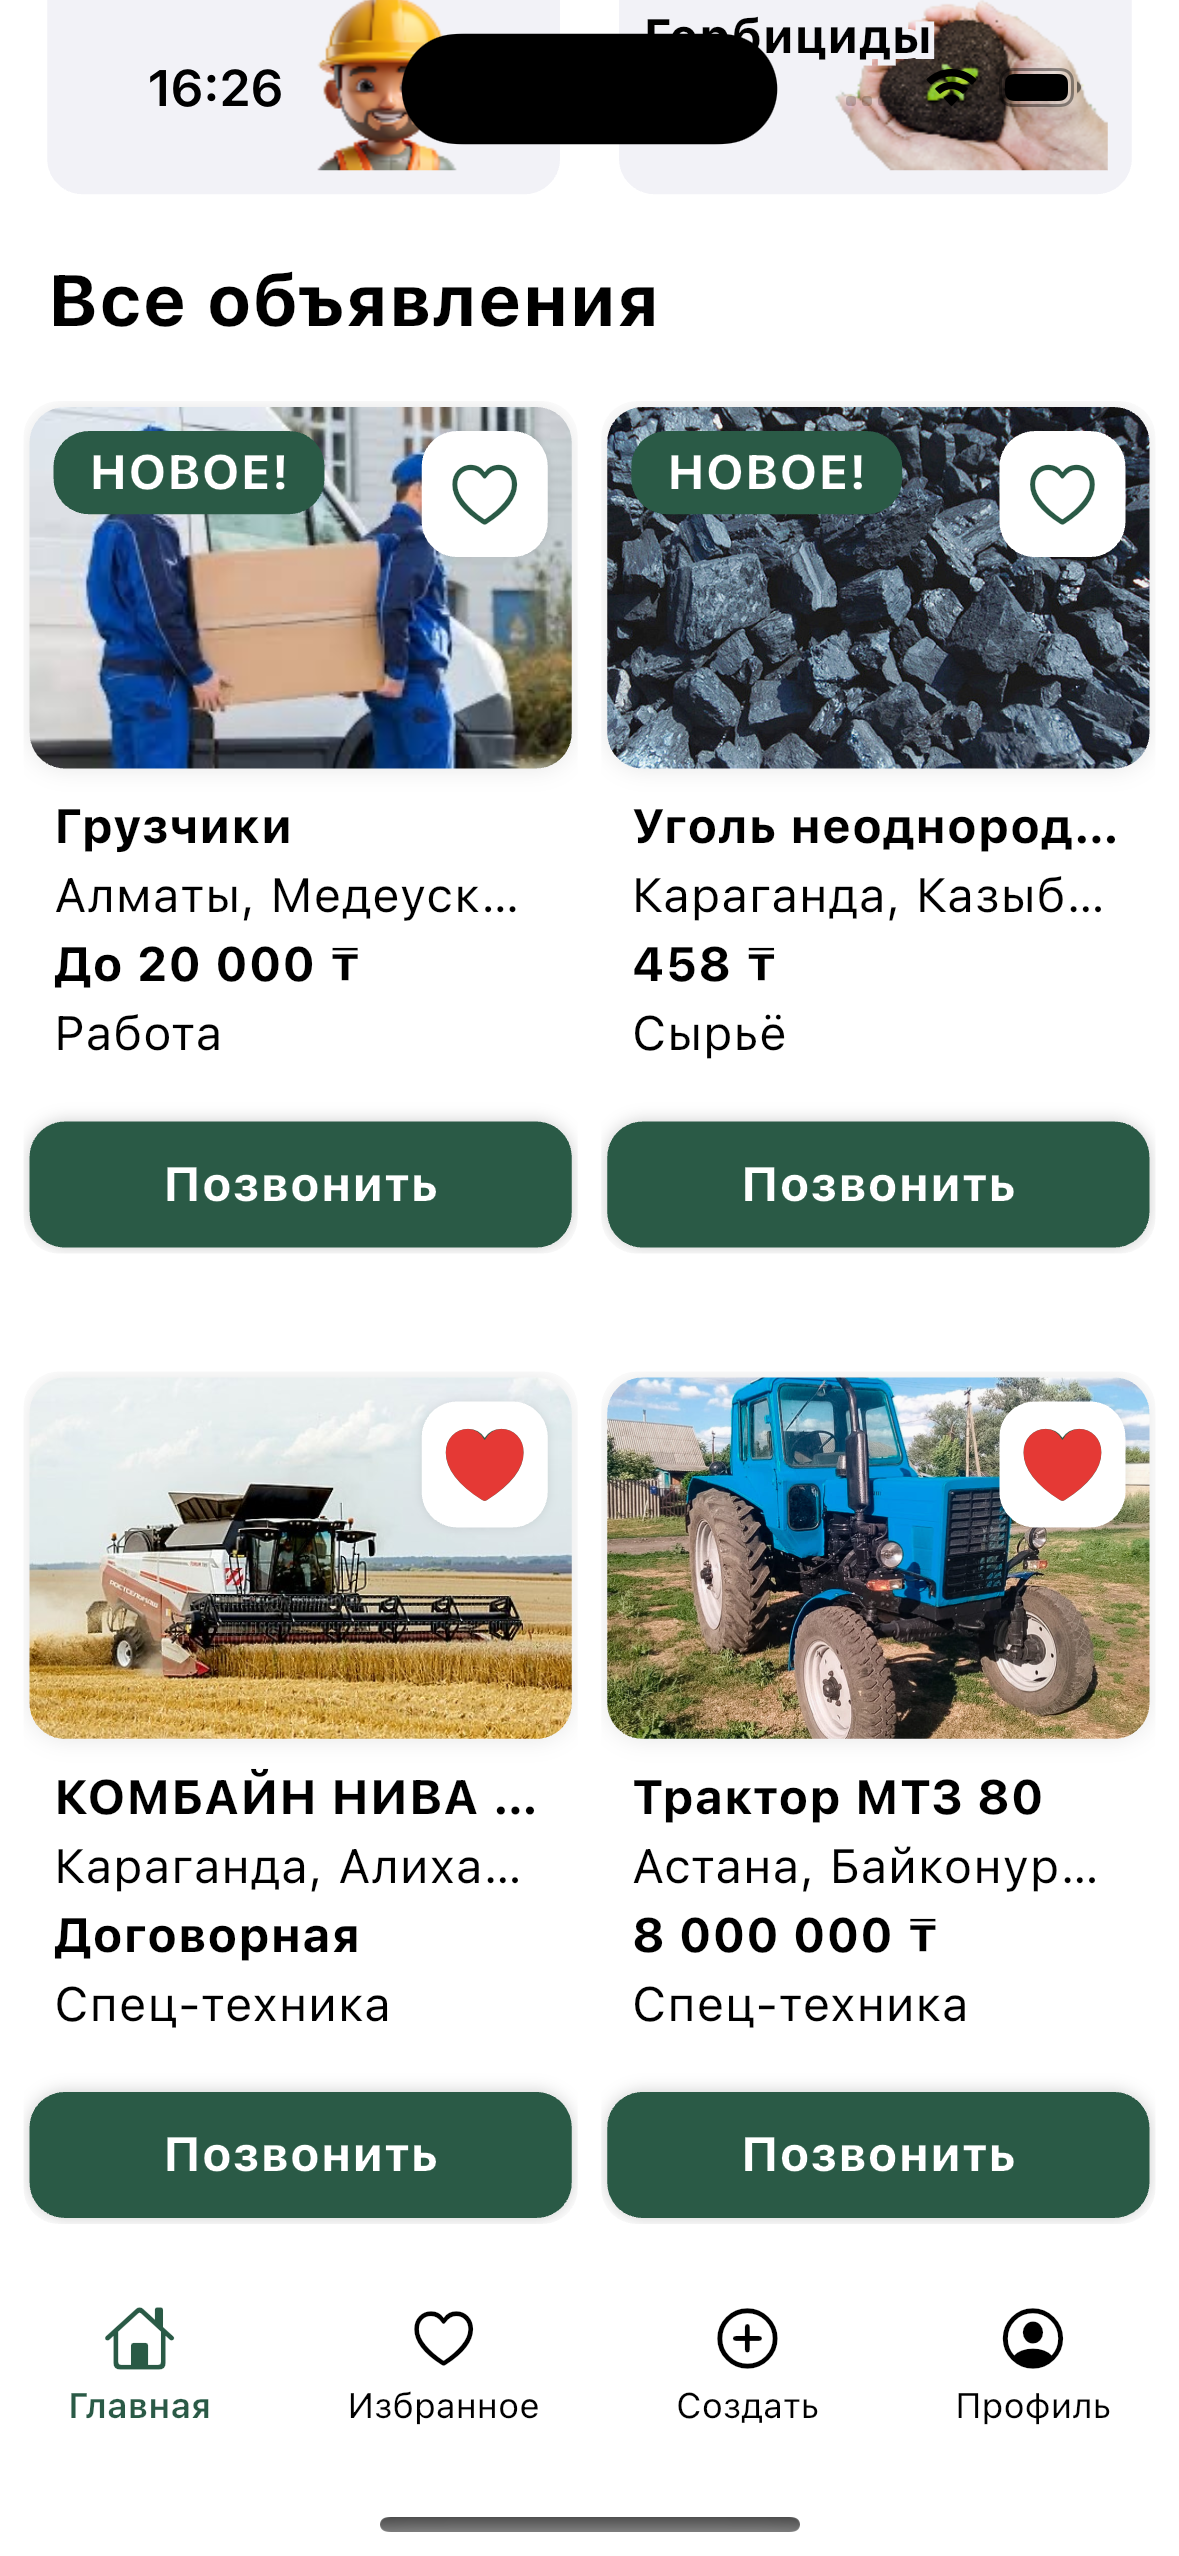 Гербициды
16:26
Все объявления
НОВОЕ!
НОВОЕ!
Грузчики
Алматы, Медеуск...
До 20 000 ₸
Работа
Позвонить
Уголь неоднород...
Караганда, Казыб...
458 ₸
Сырьё
Позвонить
КОМБАЙН НИВА ...
Караганда, Алиха...
Договорная
Спец-техника
Позвонить
Трактор МТЗ 80
Астана, Байконур...
8 000 000 ₸
Спец-техника
Позвонить
Главная
Избранное
Создать
Профиль